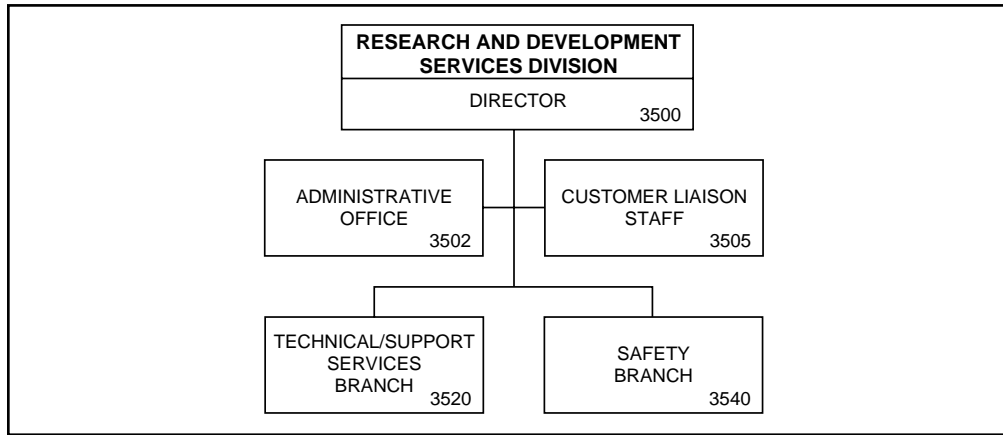 RESEARCH AND DEVELOPMENT
SERVICES DIVISION
DIRECTOR
3500
ADMINISTRATIVE
OFFICE
3502
CUSTOMER LIAISON
STAFF
3505
TECHNICAL/SUPPORT
SERVICES
BRANCH
3520
SAFETY
BRANCH
3540